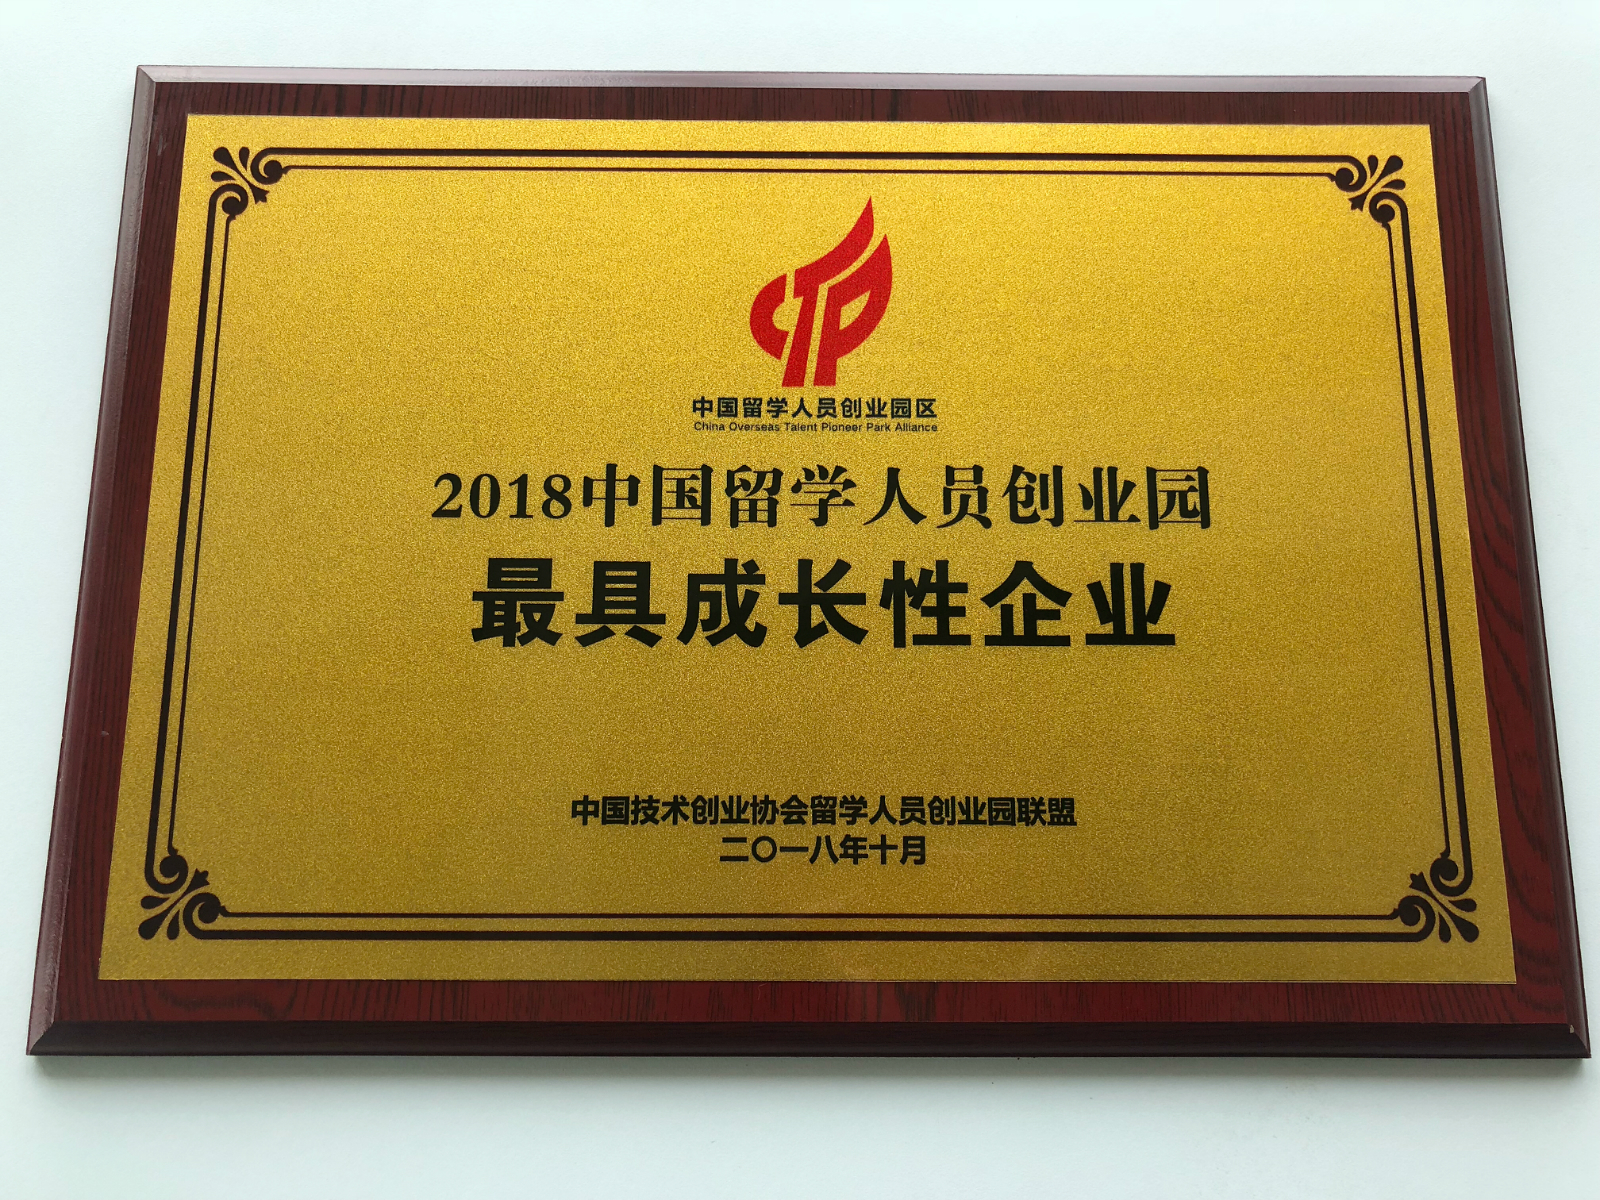 CTP
中国留学人员创业园区
China Overseas Talent Pioneer Park Alliance
2018中国留学人员创业园
最具成长性企业
中国技术创业协会留学人员创业园联盟
二〇一八年十月